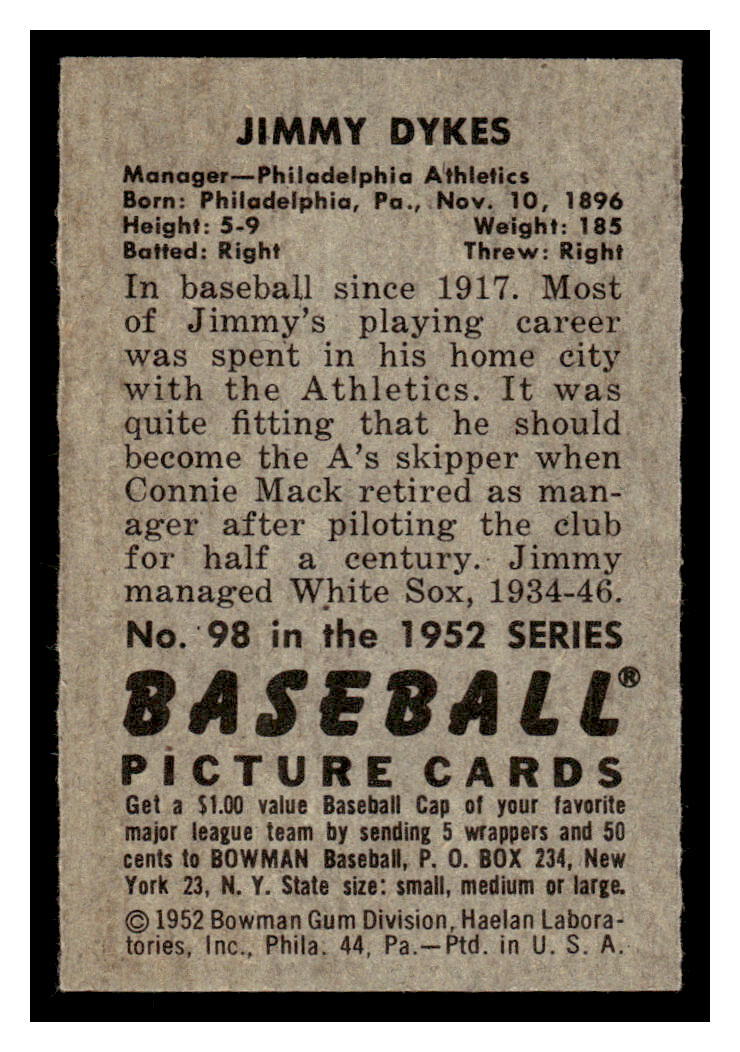 JIMMY DYKES
Manager—Philadelphia Athletics
Born: Philadelphia, Pa., Nov. 10, 1896
Height: 5-9 Weight: 185
Batted: Right Threw: Right
In baseball since 1917. Most
of Jimmy's playing career
was spent in his home city
with the Athletics. It was
quite fitting that he should
become the A's skipper when
Connie Mack retired as man-
ager after piloting the club
for half a century. Jimmy
managed White Sox, 1934-46.
No. 98 in the 1952 SERIES
BASEBALL®
PICTURE CARDS
Get a $1.00 value Baseball Cap of your favorite
major league team by sending 5 wrappers and 50
cents to BOWMAN Baseball, P. O. BOX 234, New
York 23, N. Y. State size: small, medium or large.
© 1952 Bowman Gum Division, Haelan Labora-
tories, Inc., Phila. 44, Pa.—Ptd. in U. S. A.